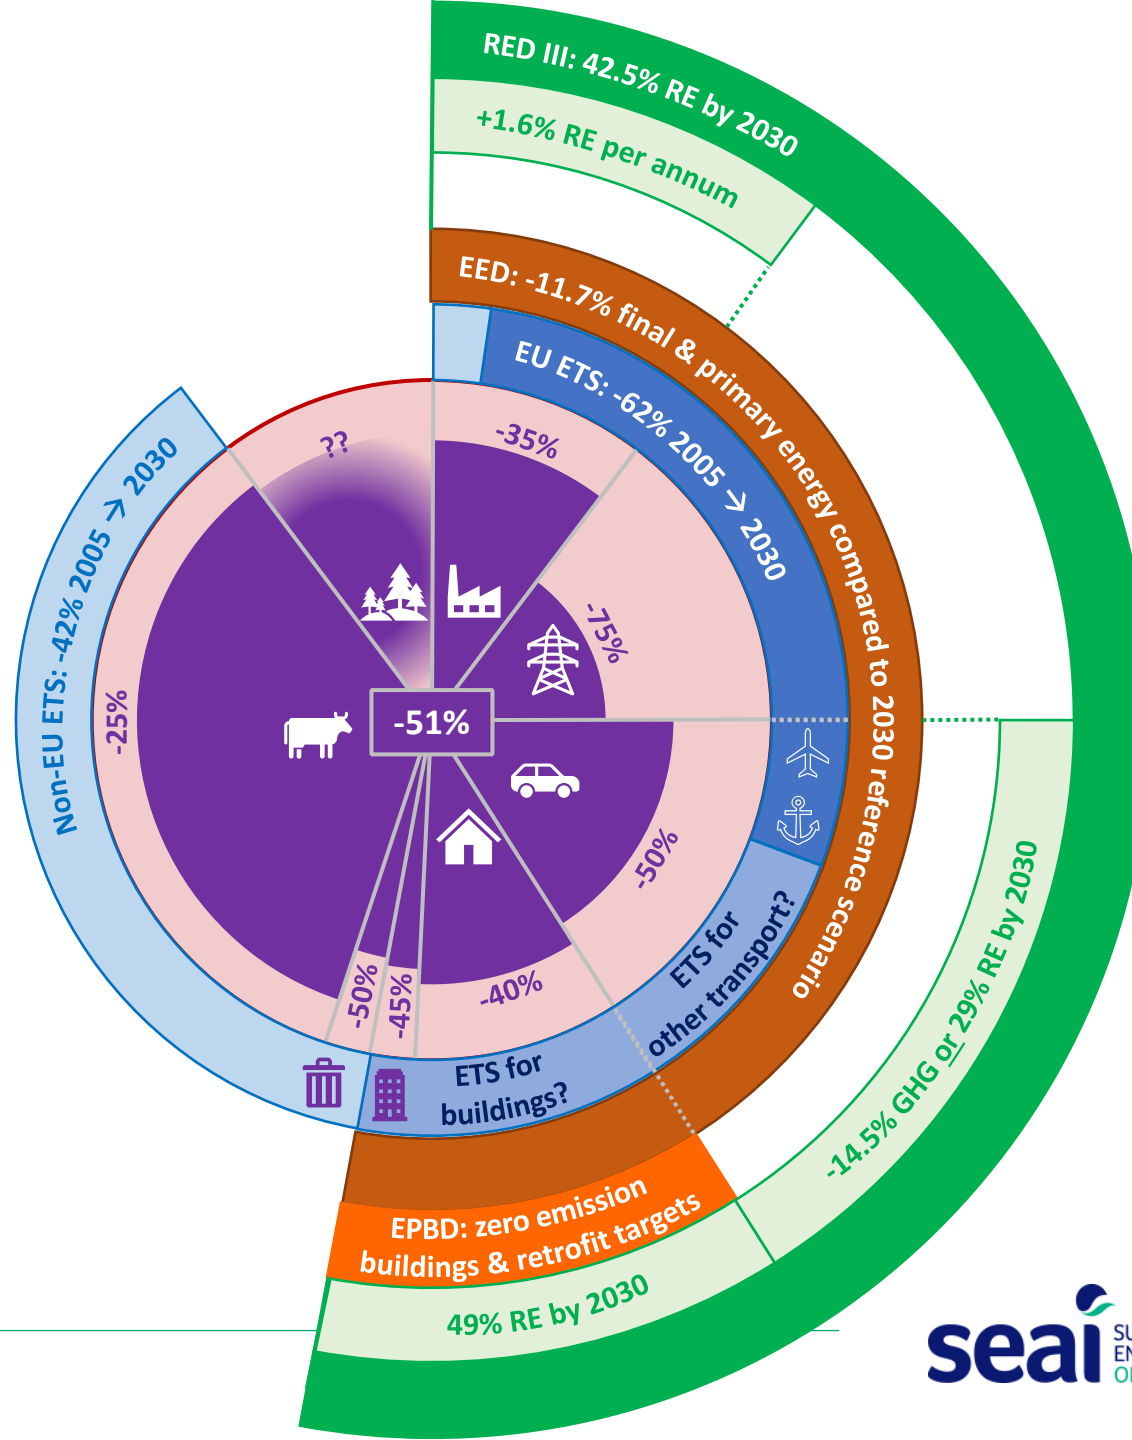 RED III: 42.5% RE by 2030
+1.6% RE per annum
EED: -11.7% final & primary energy compared to 2030 reference scenario
EU ETS: -62% 2005 → 2030
Non-EU ETS: -42% 2005 → 2030
??
-35%
-75%
-25%
-51%
-50%
-40%
-45%
-50%
ETS for
other transport?
ETS for
buildings?
-14.5% GHG or 29% RE by 2030
EPBD: zero emission
buildings & retrofit targets
49% RE by 2030
seai